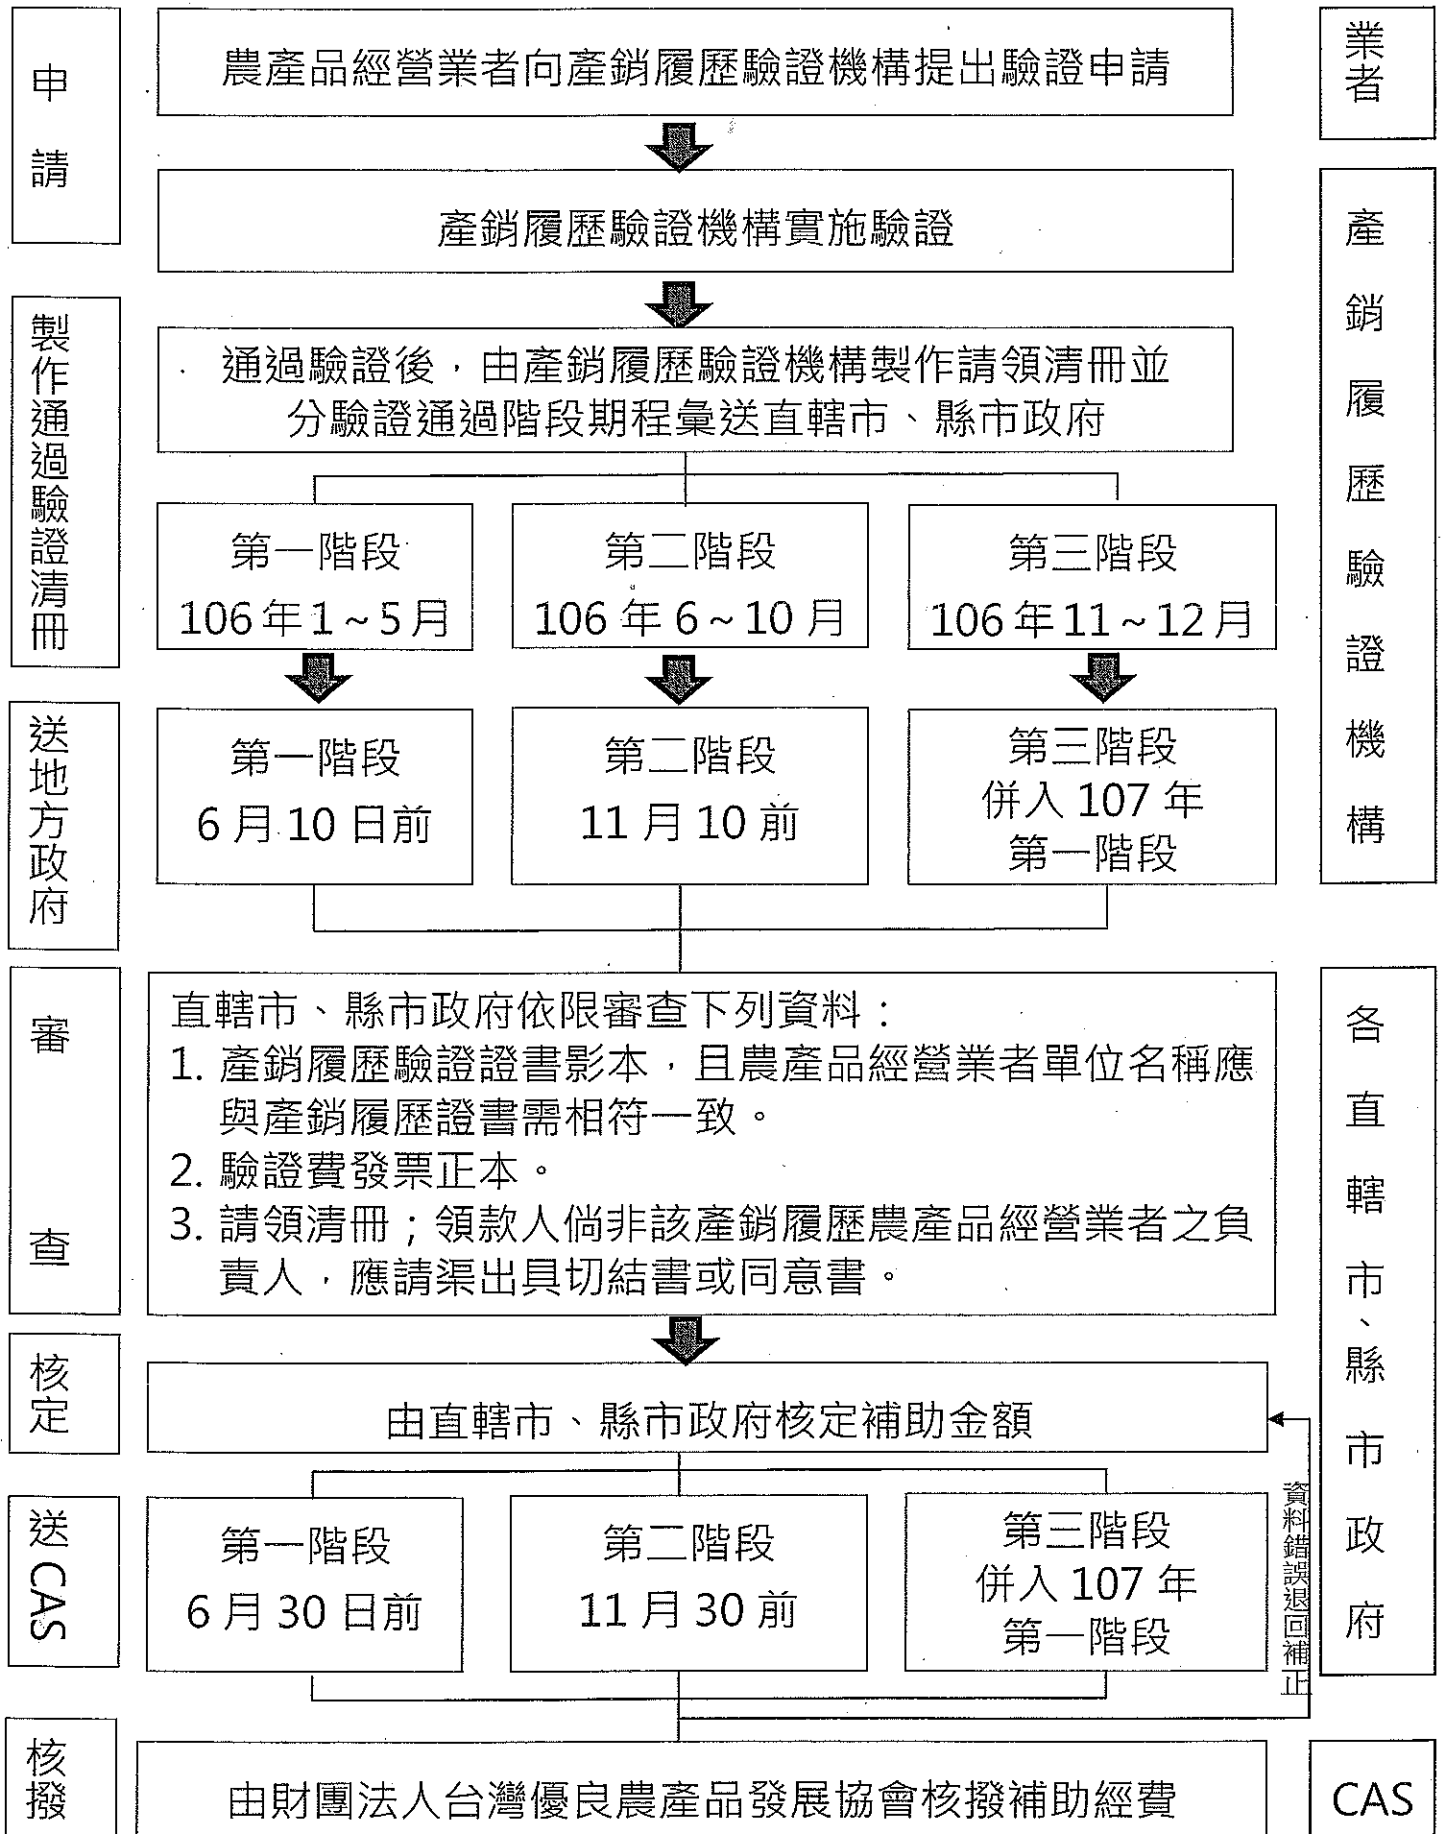 申請
農產品經營業者向產銷履歷驗證機構提出驗證申請
業者
產銷履歷驗證機構實施驗證
產銷履歷驗證機構
製作通過驗證清冊
通過驗證後，由產銷履歷驗證機構製作請領清冊並
分驗證通過階段期程彙送直轄市、縣市政府
第一階段
106年1~5月
第二階段
106年6~10月
第三階段
106年11~12月
送地方政府
第一階段
6月10日前
第二階段
11月10前
第三階段
併入107年
第一階段
審查
直轄市、縣市政府依限審查下列資料：
1. 產銷履歷驗證證書影本，且農產品經營業者單位名稱應
與產銷履歷證書需相符一致。
2. 驗證費發票正本。
3. 請領清冊；領款人倘非該產銷履歷農產品經營業者之負
責人，應請渠出具切結書或同意書。
各直轄市、縣市政府
核定
由直轄市、縣市政府核定補助金額
送CAS
第一階段
6月30日前
第二階段
11月30前
第三階段
併入107年
第一階段
資料錯誤退回補正
核撥
由財團法人台灣優良農產品發展協會核撥補助經費
CAS